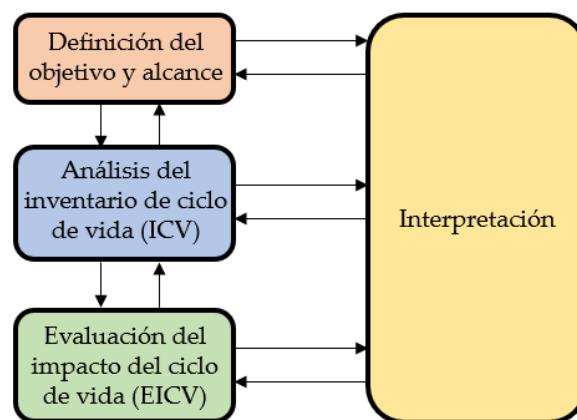 Definición del
objetivo y alcance
Análisis del
inventario de ciclo
de vida (ICV)
Interpretación
Evaluación del
impacto del ciclo
de vida (EICV)